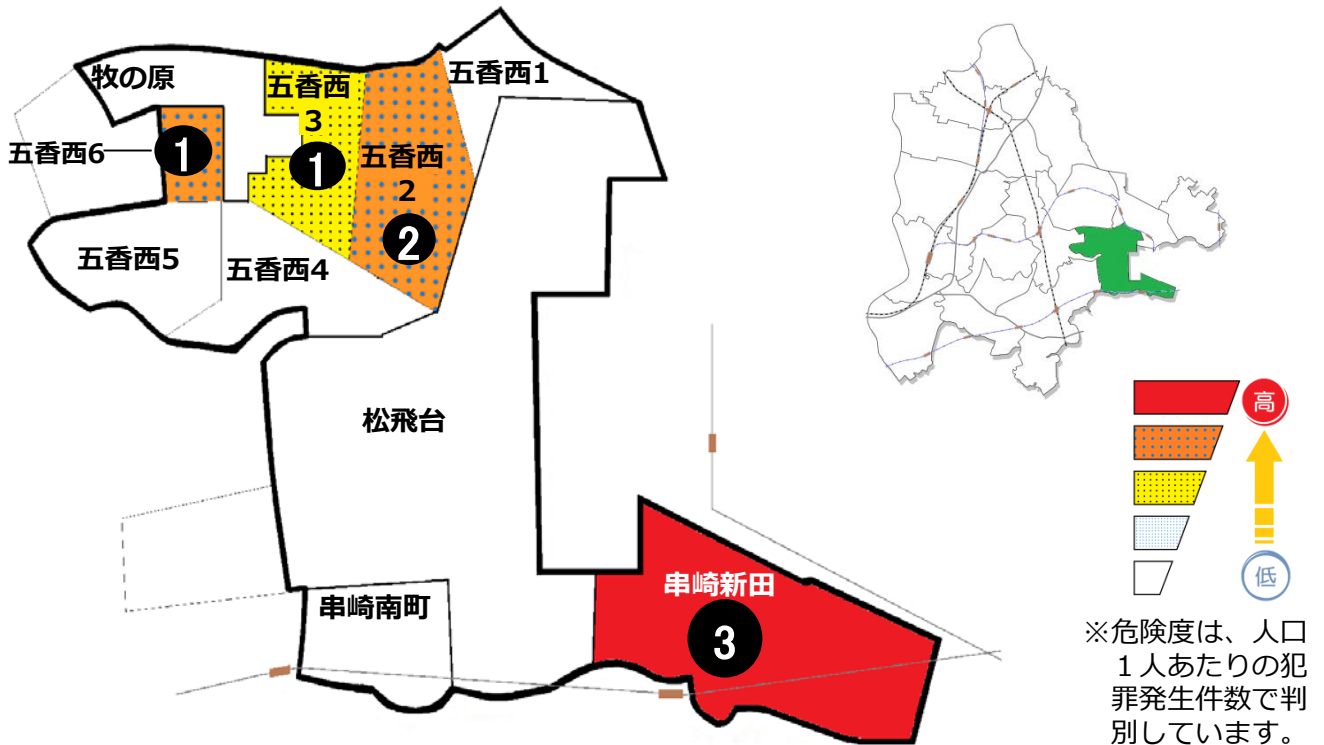 牧の原
五香西
3
五香西1
五香西6
1
1
五香西
2
2
五香西5
五香西4
松飛台
串崎新田
3
串崎南町
高
低
※危険度は、人口
１人あたりの犯
罪発生件数で判
別しています。